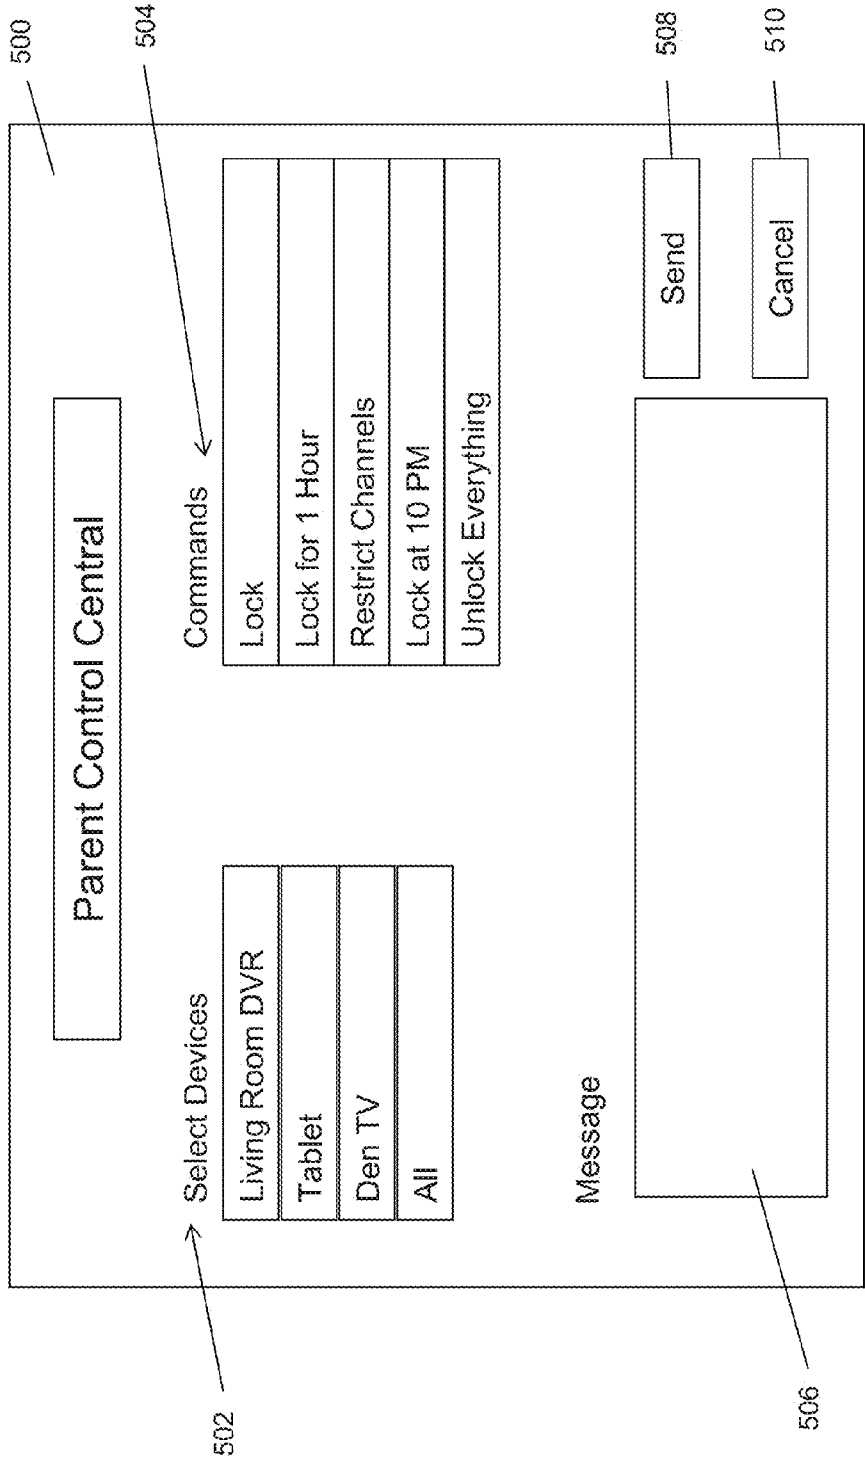 500
504
Parent Control Central
Select Devices
Commands
502
Living Room DVR
Tablet
Den TV
All
Lock
Lock for 1 Hour
Restrict Channels
Lock at 10 PM
Unlock Everything
Message
Send
508
Cancel
510
506